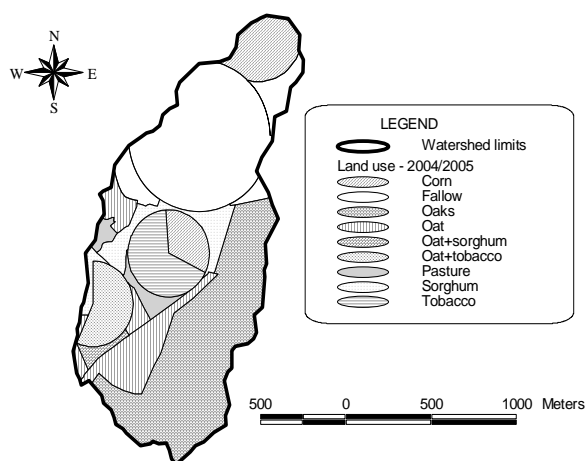 N
W E
S
LEGEND
Watershed limits
Land use - 2004/2005
Corn
Fallow
Oaks
Oat
Oat+sorghum
Oat+tobacco
Pasture
Sorghum
Tobacco
500 0 500 1000 Meters